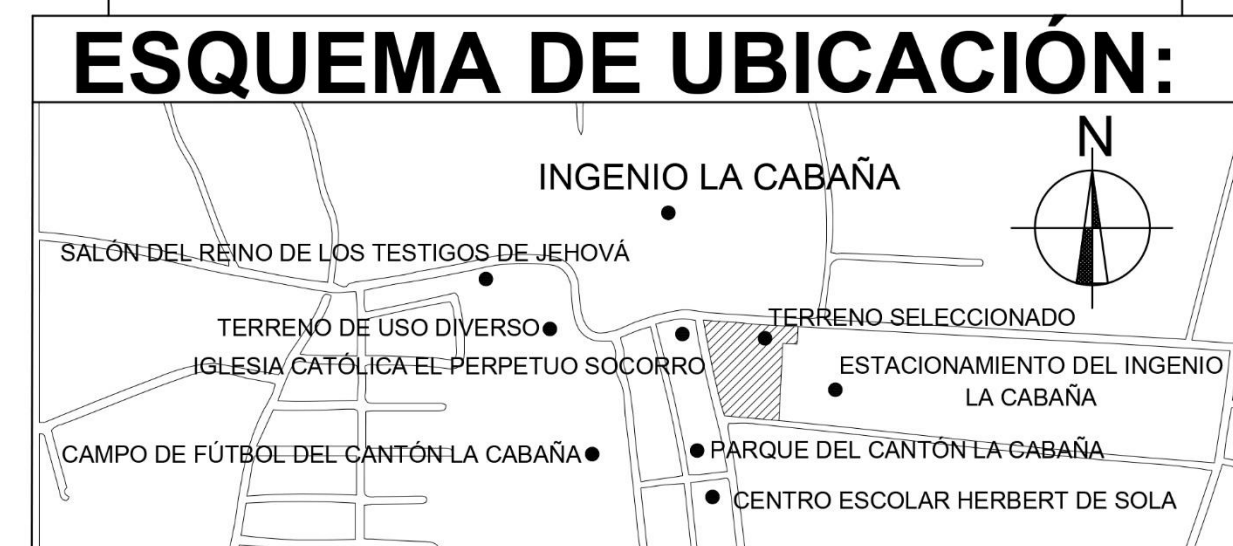 ESQUEMA DE UBICACIÓN:
N
INGENIO LA CABAÑA
SALÓN DEL REINO DE LOS TESTIGOS DE JEHOVÁ
TERRENO DE USO DIVERSO
TERRENO SELECCIONADO
IGLESIA CATÓLICA EL PERPETUO SOCORRO
ESTACIONAMIENTO DEL INGENIO
LA CABAÑA
CAMPO DE FÚTBOL DEL CANTÓN LA CABAÑA
PARQUE DEL CANTÓN LA CABAÑA
CENTRO ESCOLAR HERBERT DE SOLA